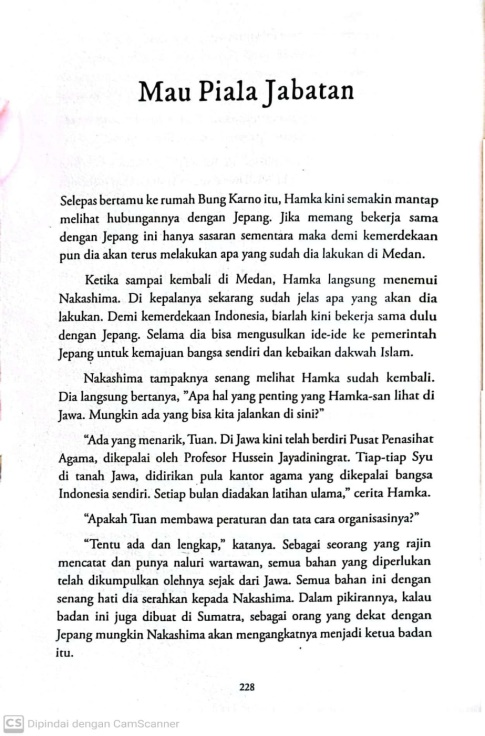 Mau Piala Jabatan
Selepas bertamu ke rumah Bung Karno itu, Hamka kini semakin mantap
melihat hubungannya dengan Jepang. Jika memang bekerja sama
dengan Jepang ini hanya sasaran sementara maka demi kemerdekaan
pun dia akan terus melakukan apa yang sudah dia lakukan di Medan.
Ketika sampai kembali di Medan, Hamka langsung menemui
Nakashima. Di kepalanya sekarang sudah jelas apa yang akan dia
lakukan. Demi kemerdekaan Indonesia, biarlah kini bekerja sama dulu
dengan Jepang. Selama dia bisa mengusulkan ide-ide ke pemerintah
Jepang untuk kemajuan bangsa sendiri dan kebaikan dakwah Islam.
Nakashima tampaknya senang melihat Hamka sudah kembali.
Dia langsung bertanya, ”Apa hal yang penting yang Hamka-san lihat di
Jawa. Mungkin ada yang bisa kita jalankan di sini?”
“Ada yang menarik, Tuan. Di Jawa kini telah berdiri Pusat Penasihat
Agama, dikepalai oleh Profesor Hussein Jayadiningrat. Tiap-tiap Syu
di tanah Jawa, didirikan pula kantor agama yang dikepalai bangsa
Indonesia sendiri. Setiap bulan diadakan latihan ulama,” cerita Hamka.
“Apakah Tuan membawa peraturan dan tata cara organisasinya?”
“Tentu ada dan lengkap,” katanya. Sebagai seorang yang rajin
mencatat dan punya naluri wartawan, semua bahan yang diperlukan
telah dikumpulkan olehnya sejak dari Jawa. Semua bahan ini dengan
senang hati dia serahkan kepada Nakashima. Dalam pikirannya, kalau
badan ini juga dibuat di Sumatra, sebagai orang yang dekat dengan
Jepang mungkin Nakashima akan mengangkatnya menjadi ketua badan
itu.
228
CS Dipindai dengan CamScanner